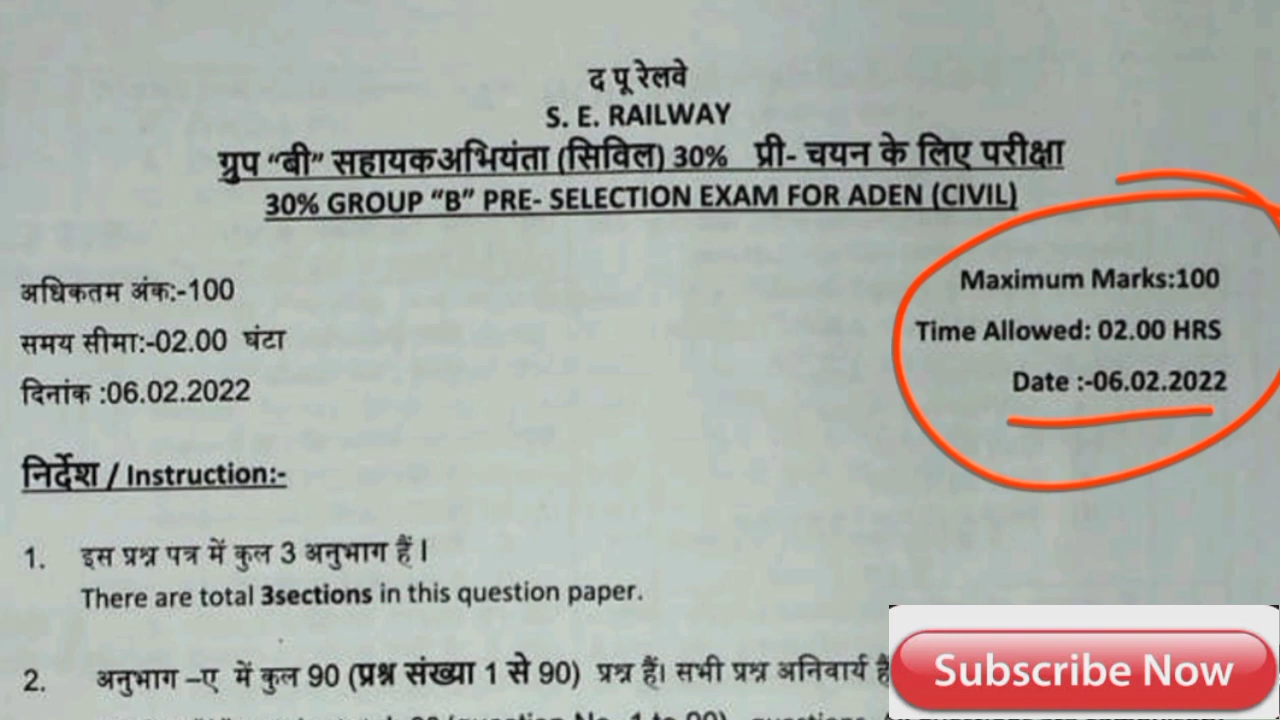 द पू रेलवे
S. E. RAILWAY
ग्रुप “बी” सहायकअभियंता (सिविल) 30% प्री- चयन के लिए परीक्षा
30% GROUP “B” PRE- SELECTION EXAM FOR ADEN (CIVIL)
अधिकतम अंक:-100
Maximum Marks:100
समय सीमा:-02.00 घंटा
Time Allowed: 02.00 HRS
दिनांक :06.02.2022
Date :-06.02.2022
निर्देश / Instruction:-
1. इस प्रश्न पत्र में कुल 3 अनुभाग हैं ।
There are total 3sections in this question paper.
2. अनुभाग –ए में कुल 90 (प्रश्न संख्या 1 से 90) प्रश्न हैं। सभी प्रश्न अनिवार्य
Subscribe Now